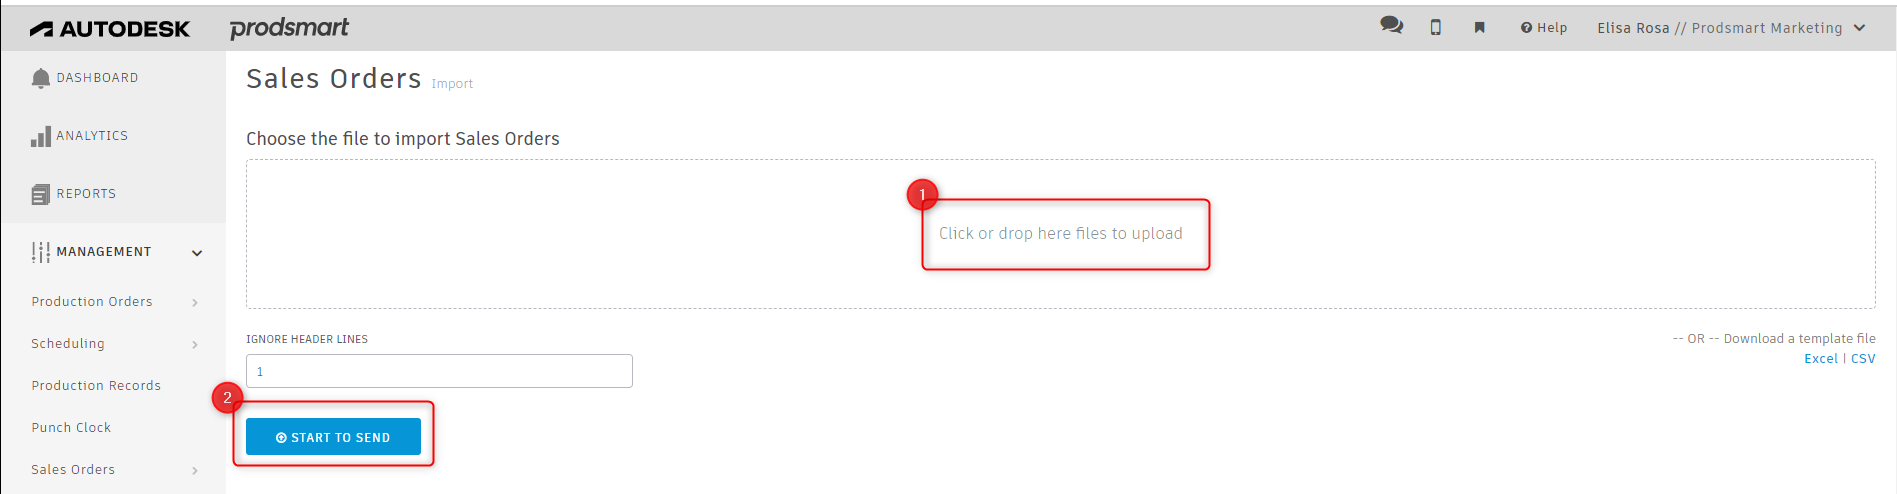 AUTODESK prodsmart Help Elisa Rosa // Prodsmart Marketing
DASHBOARD
ANALYTICS
REPORTS
MANAGEMENT
Production Orders
Scheduling
Production Records
Punch Clock
Sales Orders
Sales Orders Import
Choose the file to import Sales Orders
1
Click or drop here files to upload
IGNORE HEADER LINES
1
-- OR -- Download a template file
Excel | CSV
2
START TO SEND